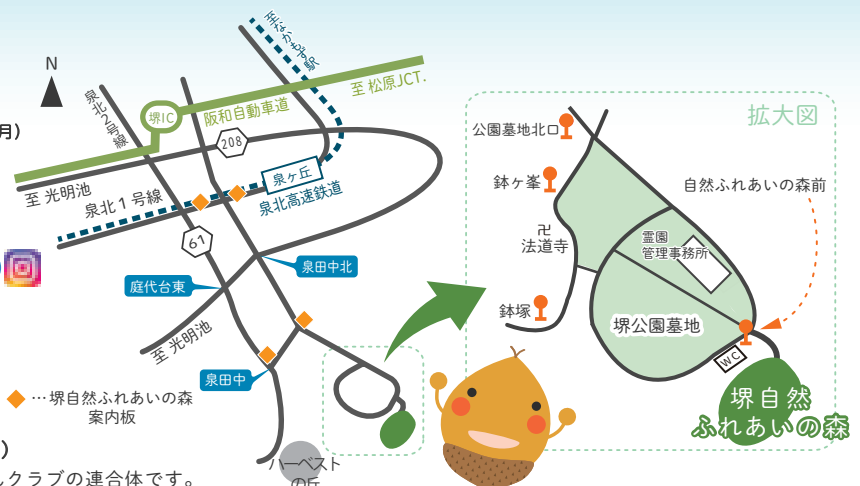 N
至なかもず駅
至 松原JCT.
泉北2号線
堺IC
阪和自動車道
月)
208
至 光明池
泉北1号線
泉ヶ丘
泉北高速鉄道
61
泉田中北
庭代台東
至 光明池
泉田中
…堺自然ふれあいの森
案内板
)
ハーベスト
の丘
クラブの連合体です。
拡大図
公園墓地北口
鉢ヶ峯
自然ふれあいの森前
卍
法道寺
霊園
管理事務所
鉢塚
堺公園墓地
WC
堺自然
ふれあいの森